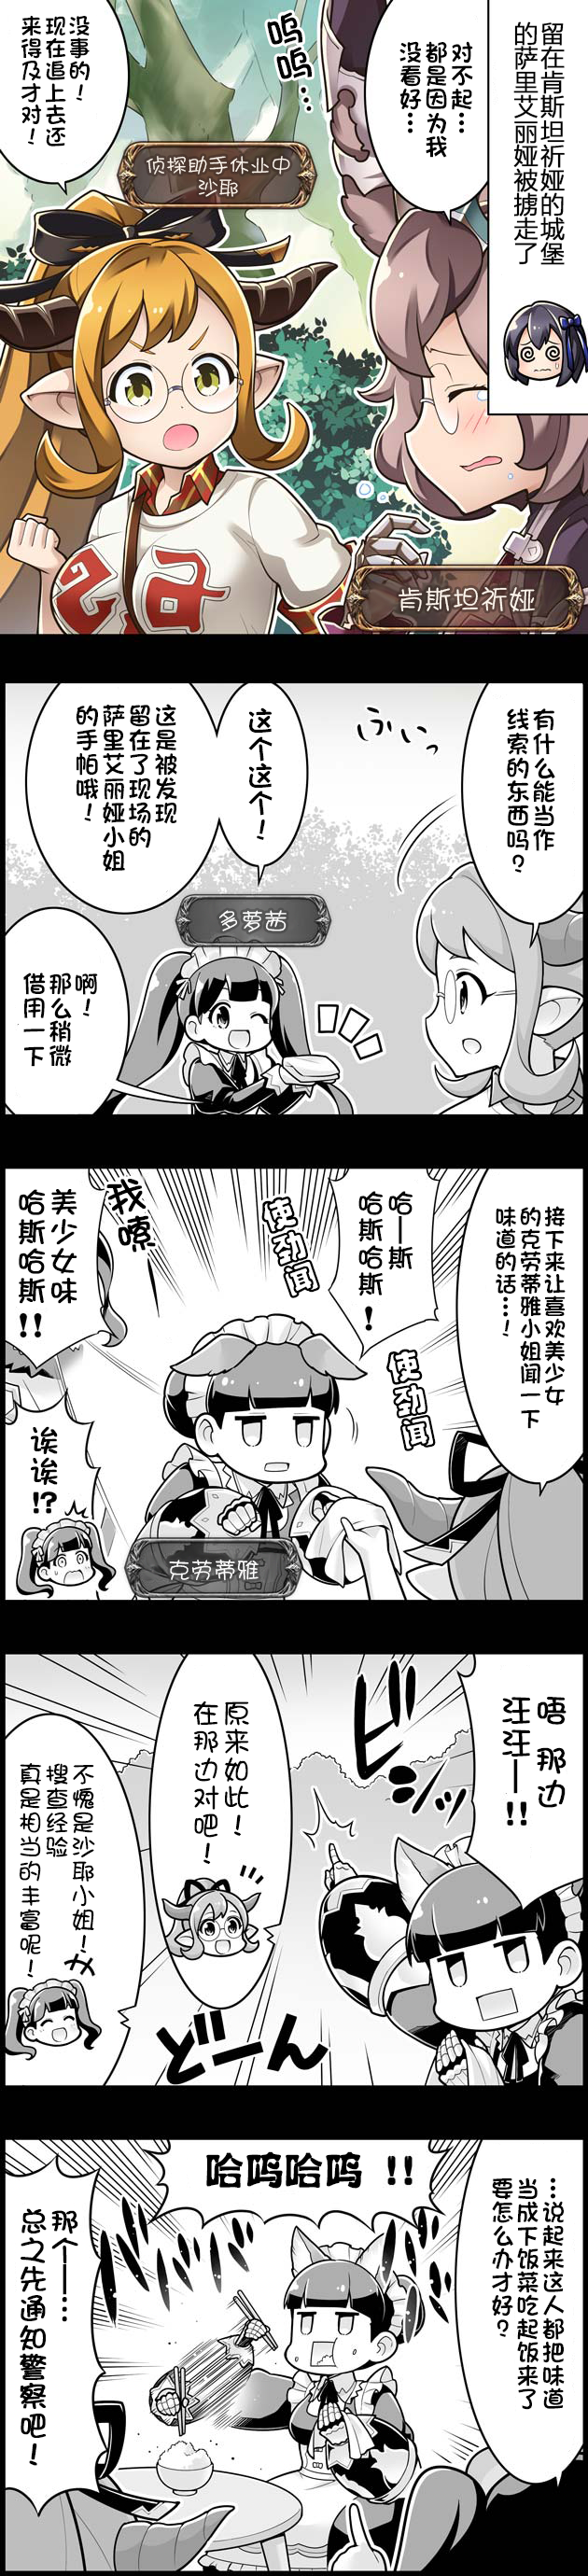 留在肯斯坦祈娅的城堡
的萨里艾丽娅被掳走了
对不起…
都是因为我
没看好…
呜呜…
没事的！
现在追上去还
来得及才对！
侦探助手休业中
沙耶
肯斯坦祈娅
有什么能当作
线索的东西吗？
ふいっ
这个这个！
这是被发现
留在了现场的
萨里艾丽娅小姐
的手帕哦！
多萝茜
啊！
那么稍微
借用一下
接下来让喜欢美少女
的克劳蒂雅小姐闻一下
味道的话…！
哈—斯
哈斯哈斯！
使劲闻
使劲闻
我嗦
美少女味
哈斯哈斯!!
诶诶!?
克劳蒂雅
唔 那边
汪汪—!!
ビシッ
原来如此！
在那边对吧！
不愧是沙耶小姐！
搜查经验
真是相当的丰富呢！
どーん
…说起来这人都把味道
当成下饭菜吃起饭来了
要怎么办才好？
哈呜哈呜!!
那个——…
总之先通知警察吧！